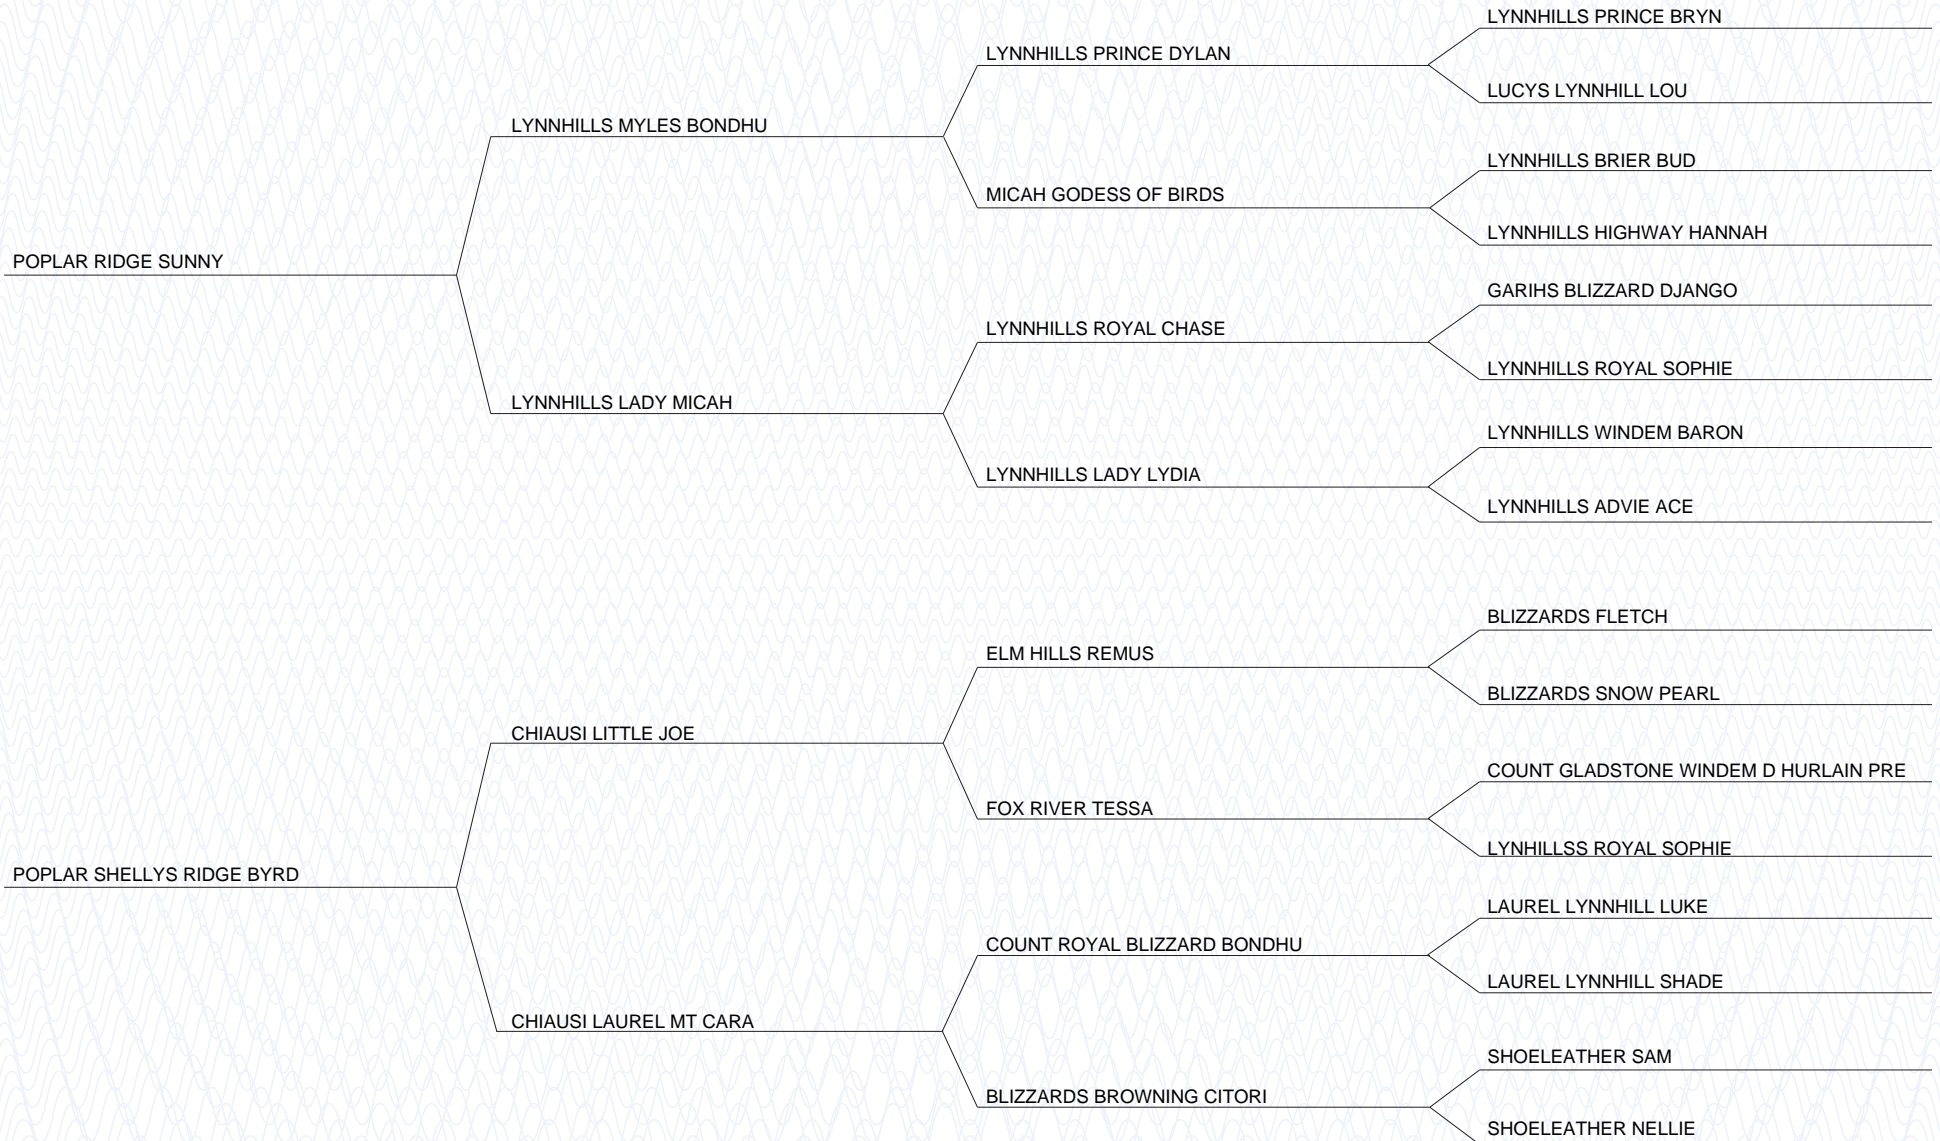 LYNNHILLS PRINCE BRYN
LYNNHILLS PRINCE DYLAN
LUCYS LYNNHILL LOU
LYNNHILLS MYLES BONDHU
LYNNHILLS BRIER BUD
MICAH GODESS OF BIRDS
LYNNHILLS HIGHWAY HANNAH
POPLAR RIDGE SUNNY
GARIHS BLIZZARD DJANGO
LYNNHILLS ROYAL CHASE
LYNNHILLS ROYAL SOPHIE
LYNNHILLS LADY MICAH
LYNNHILLS WINDEM BARON
LYNNHILLS LADY LYDIA
LYNNHILLS ADVIE ACE
BLIZZARDS FLETCH
ELM HILLS REMUS
BLIZZARDS SNOW PEARL
CHIAUSI LITTLE JOE
COUNT GLADSTONE WINDEM D HURLAIN PRE
FOX RIVER TESSA
LYNHILLSS ROYAL SOPHIE
POPLAR SHELLYS RIDGE BYRD
LAUREL LYNNHILL LUKE
COUNT ROYAL BLIZZARD BONDHU
LAUREL LYNNHILL SHADE
CHIAUSI LAUREL MT CARA
SHOELEATHER SAM
BLIZZARDS BROWNING CITORI
SHOELEATHER NELLIE